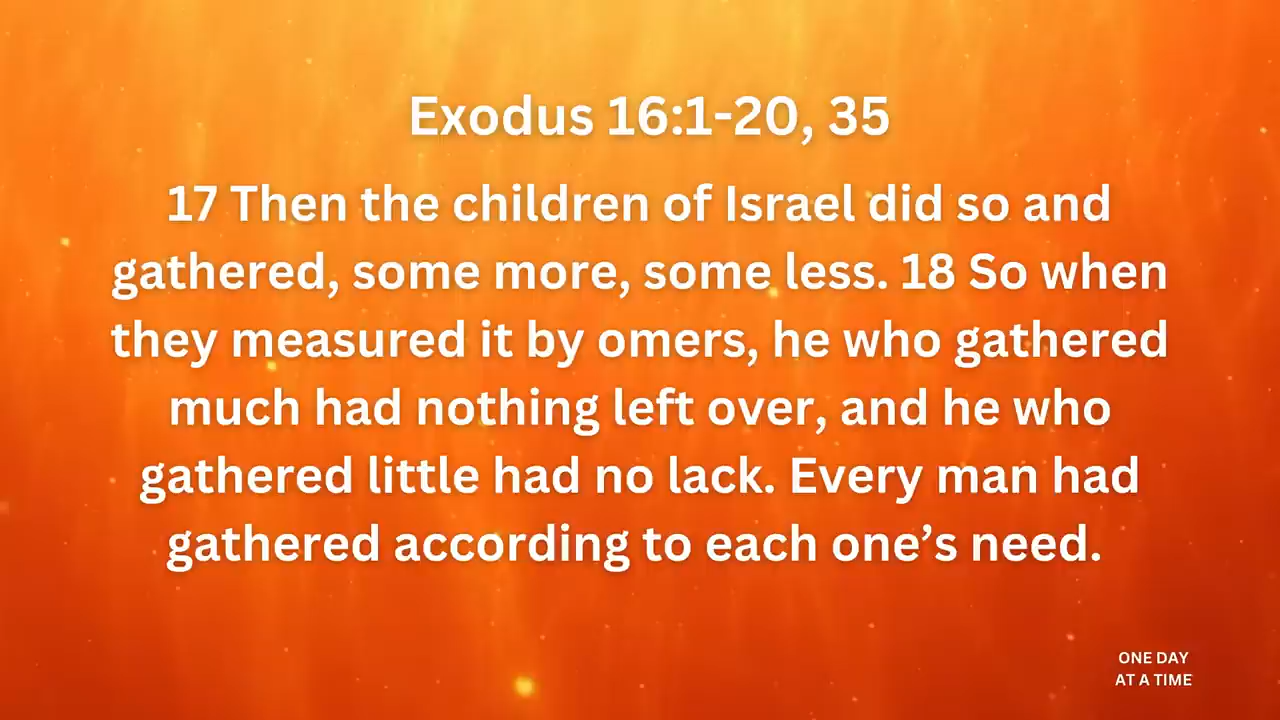 Exodus 16:1-20, 35
17 Then the children of Israel did so and
gathered, some more, some less. 18 So when
they measured it by omers, he who gathered
much had nothing left over, and he who
gathered little had no lack. Every man had
gathered according to each one’s need.
ONE DAY
AT A TIME